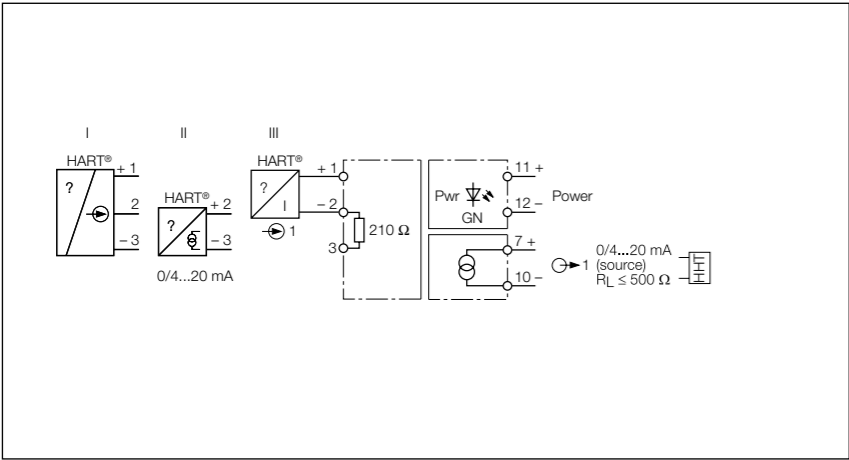 I
II
III
HART®
+ 1
?
2
– 3
HART®
+ 2
?
– 3
0/4...20 mA
HART®
+ 1
?
I
– 2
1
3
210 Ω
11 +
Pwr
Power
12 –
GN
7 +
10 –
1
0/4...20 mA
(source)
RL ≤ 500 Ω
HHT